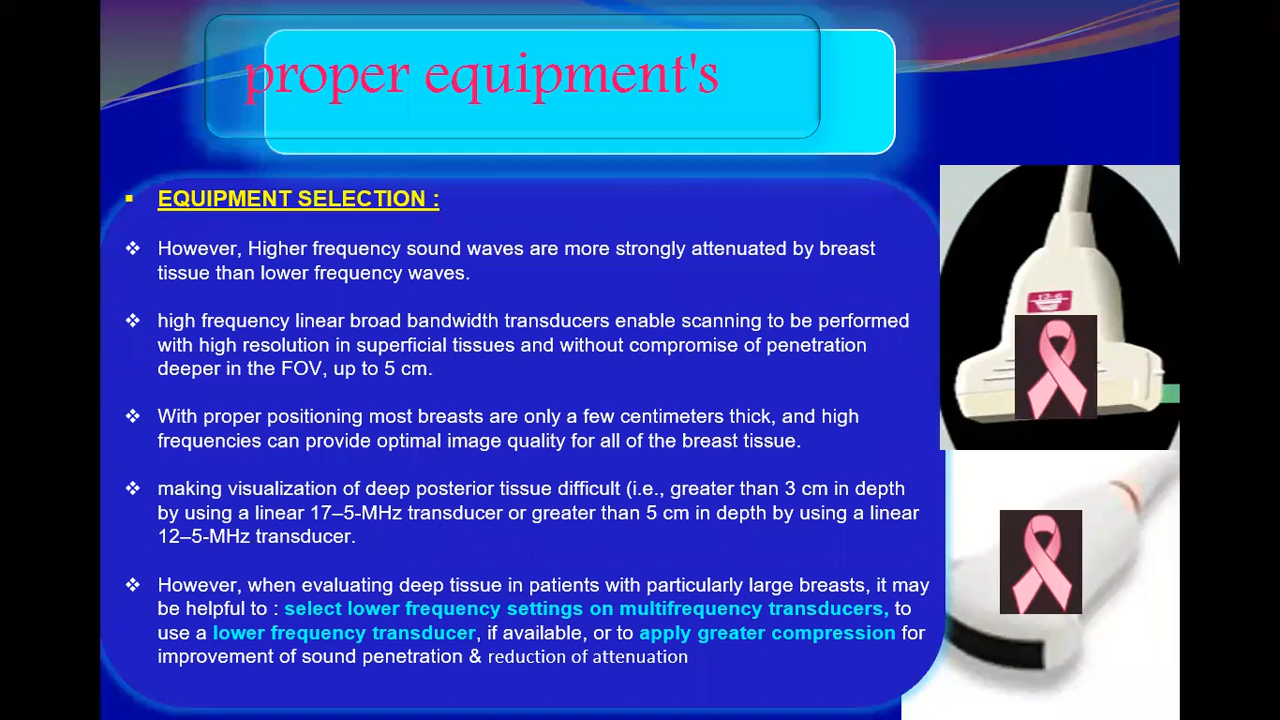 proper equipment's
▪ EQUIPMENT SELECTION :
❖ However, Higher frequency sound waves are more strongly attenuated by breast
tissue than lower frequency waves.
❖ high frequency linear broad bandwidth transducers enable scanning to be performed
with high resolution in superficial tissues and without compromise of penetration
deeper in the FOV, up to 5 cm.
❖ With proper positioning most breasts are only a few centimeters thick, and high
frequencies can provide optimal image quality for all of the breast tissue.
❖ making visualization of deep posterior tissue difficult (i.e., greater than 3 cm in depth
by using a linear 17–5-MHz transducer or greater than 5 cm in depth by using a linear
12–5-MHz transducer.
❖ However, when evaluating deep tissue in patients with particularly large breasts, it may
be helpful to : select lower frequency settings on multifrequency transducers, to
use a lower frequency transducer, if available, or to apply greater compression for
improvement of sound penetration & reduction of attenuation